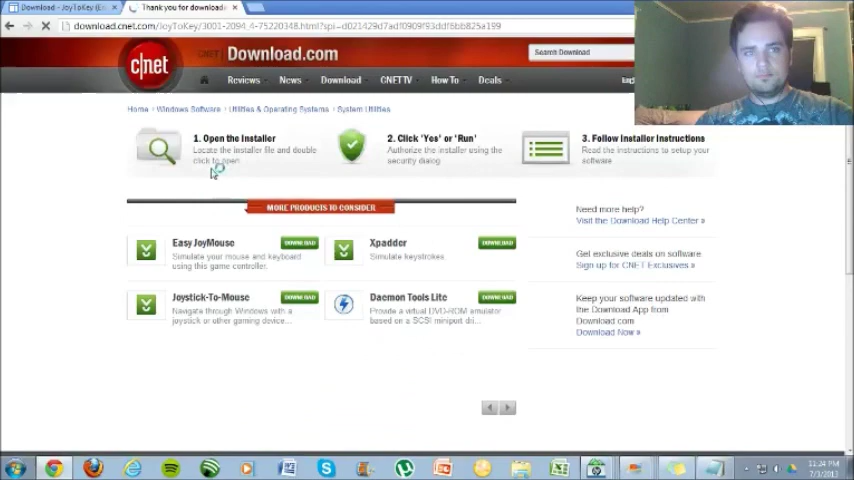 Download - JoyToKey (En
Thank you for download
download.cnet.com/JoyToKey/3001-2094_4-75220348.html?spi=d021429d7adf0909f93ddf6bb825a199
c|net
CNET
Download.com
Search Download
Reviews
News
Download
CNET TV
How To
Deals
Home
Windows Software
Utilities & Operating Systems
System Utilities
1. Open the Installer
Locate the installer file and double
click to open
2. Click 'Yes' or 'Run'
Authorize the installer using the
security dialog
3. Follow Installer Instructions
Read the instructions to setup your
software
MORE PRODUCTS TO CONSIDER
Easy JoyMouse
DOWNLOAD
Simulate your mouse and keyboard
using this game controller.
Xpadder
DOWNLOAD
Simulate keystrokes.
Joystick-To-Mouse
DOWNLOAD
Navigate through Windows with a
joystick or other gaming device...
Daemon Tools Lite
DOWNLOAD
Provide a virtual DVD-ROM emulator
based on a SCSI miniport dri...
Need more help?
Visit the Download Help Center »
Get exclusive deals on software
Sign up for CNET Exclusives »
Keep your software updated with
the Download App from
Download.com
Download Now »
11:24 PM
7/3/2013